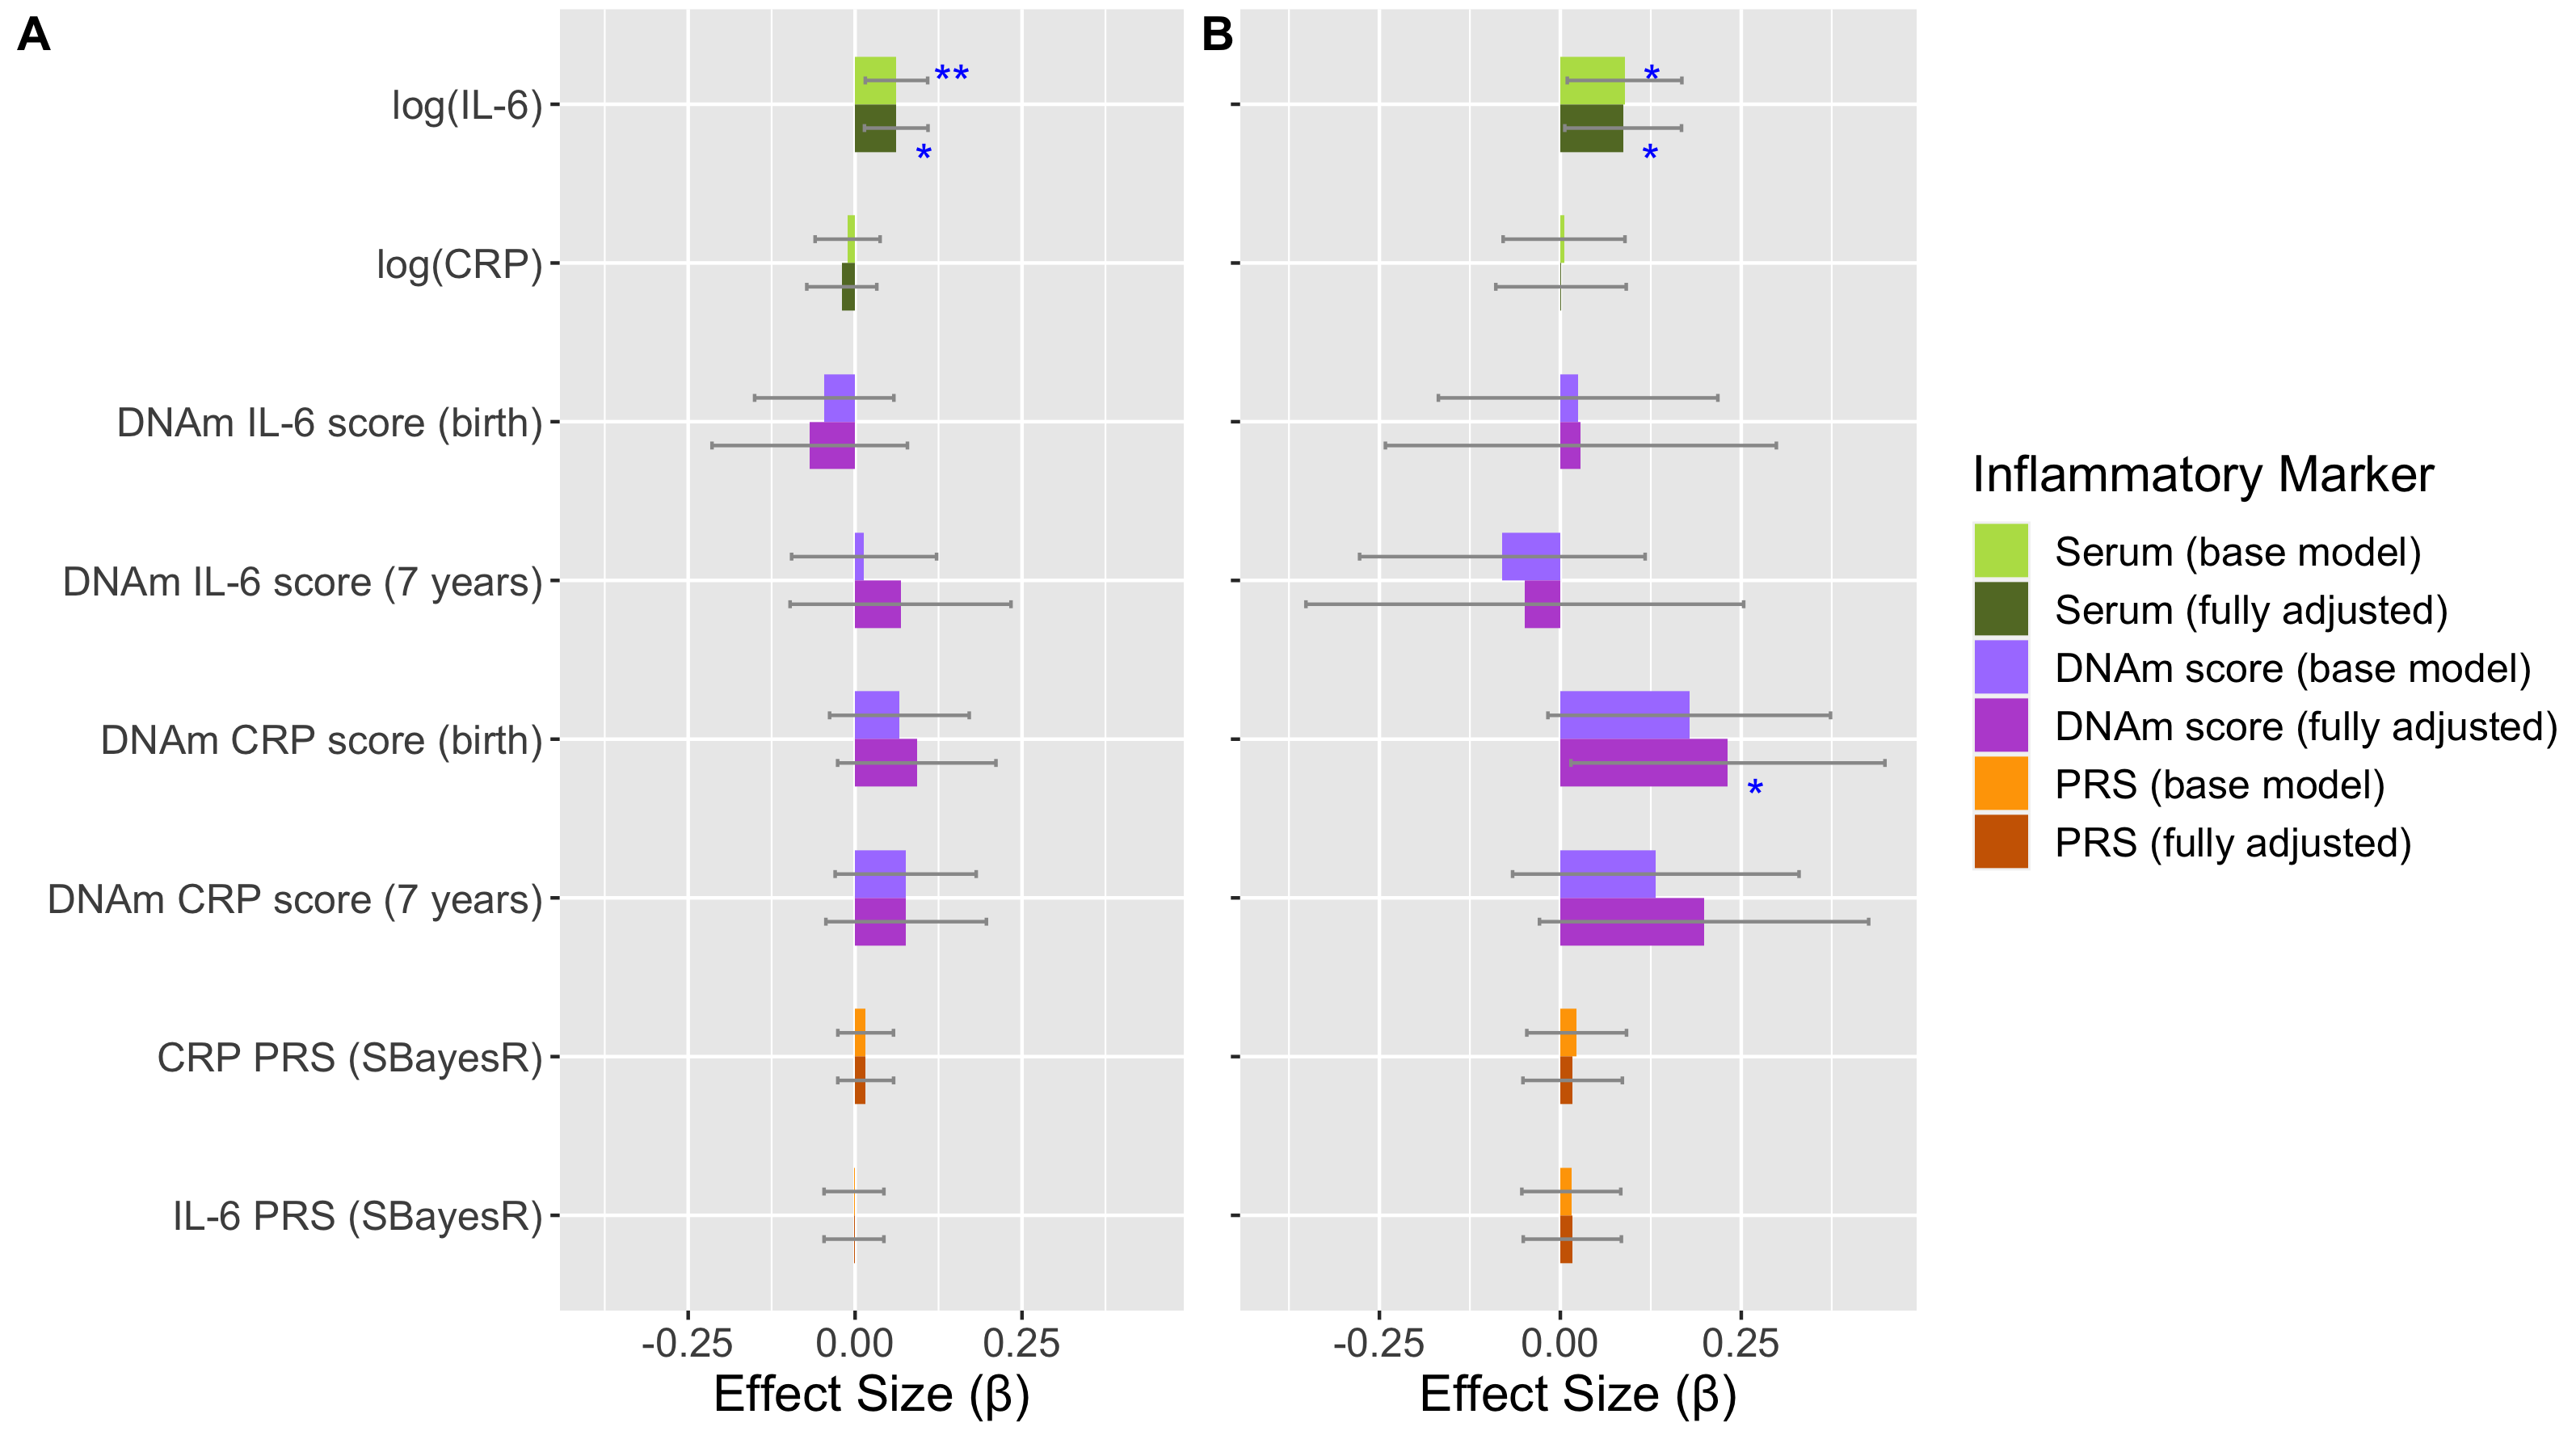 A
B
log(IL-6)
**
*
*
*
log(CRP)
DNAm IL-6 score (birth)
DNAm IL-6 score (7 years)
DNAm CRP score (birth)
*
DNAm CRP score (7 years)
CRP PRS (SBayesR)
IL-6 PRS (SBayesR)
-0.25 0.00 0.25
Effect Size (β)
-0.25 0.00 0.25
Effect Size (β)
Inflammatory Marker
Serum (base model)
Serum (fully adjusted)
DNAm score (base model)
DNAm score (fully adjusted)
PRS (base model)
PRS (fully adjusted)